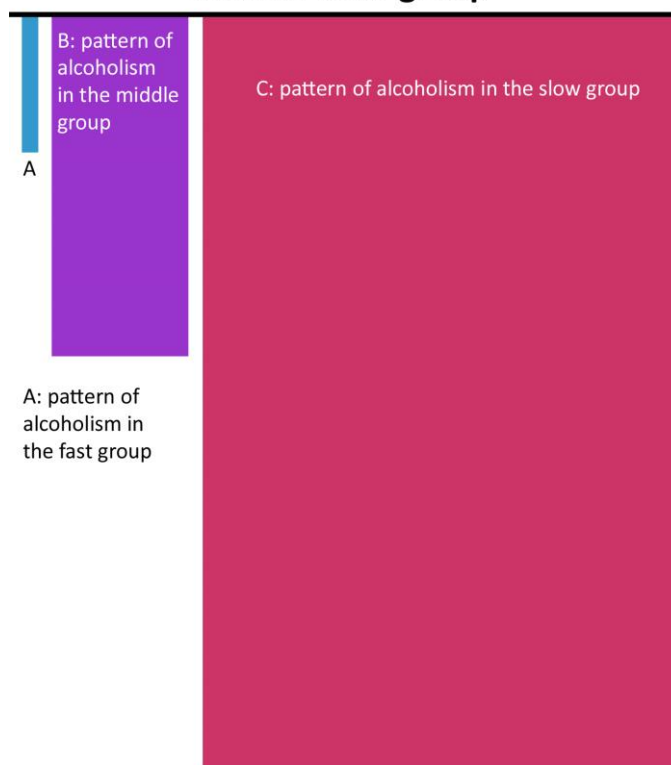 B: pattern of
alcoholism
in the middle
group
C: pattern of alcoholism in the slow group
A
A: pattern of
alcoholism in
the fast group